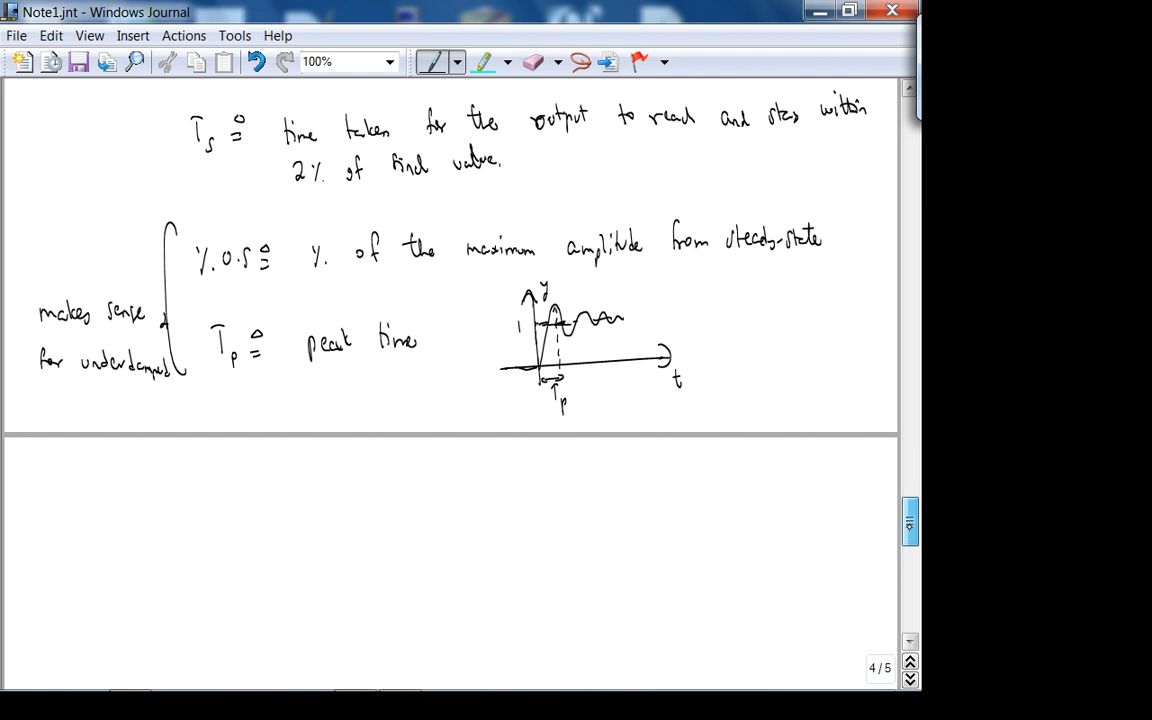 Note1.jnt - Windows Journal
File Edit View Insert Actions Tools Help
100%
Ts ≜ time taken for the output to reach and stay within
2% of final value.
%.O.S ≜ % of the maximum amplitude from steady-state
makes sense
for underdamped
Tp ≜ peak time
y
1
t
Tp
4 / 5